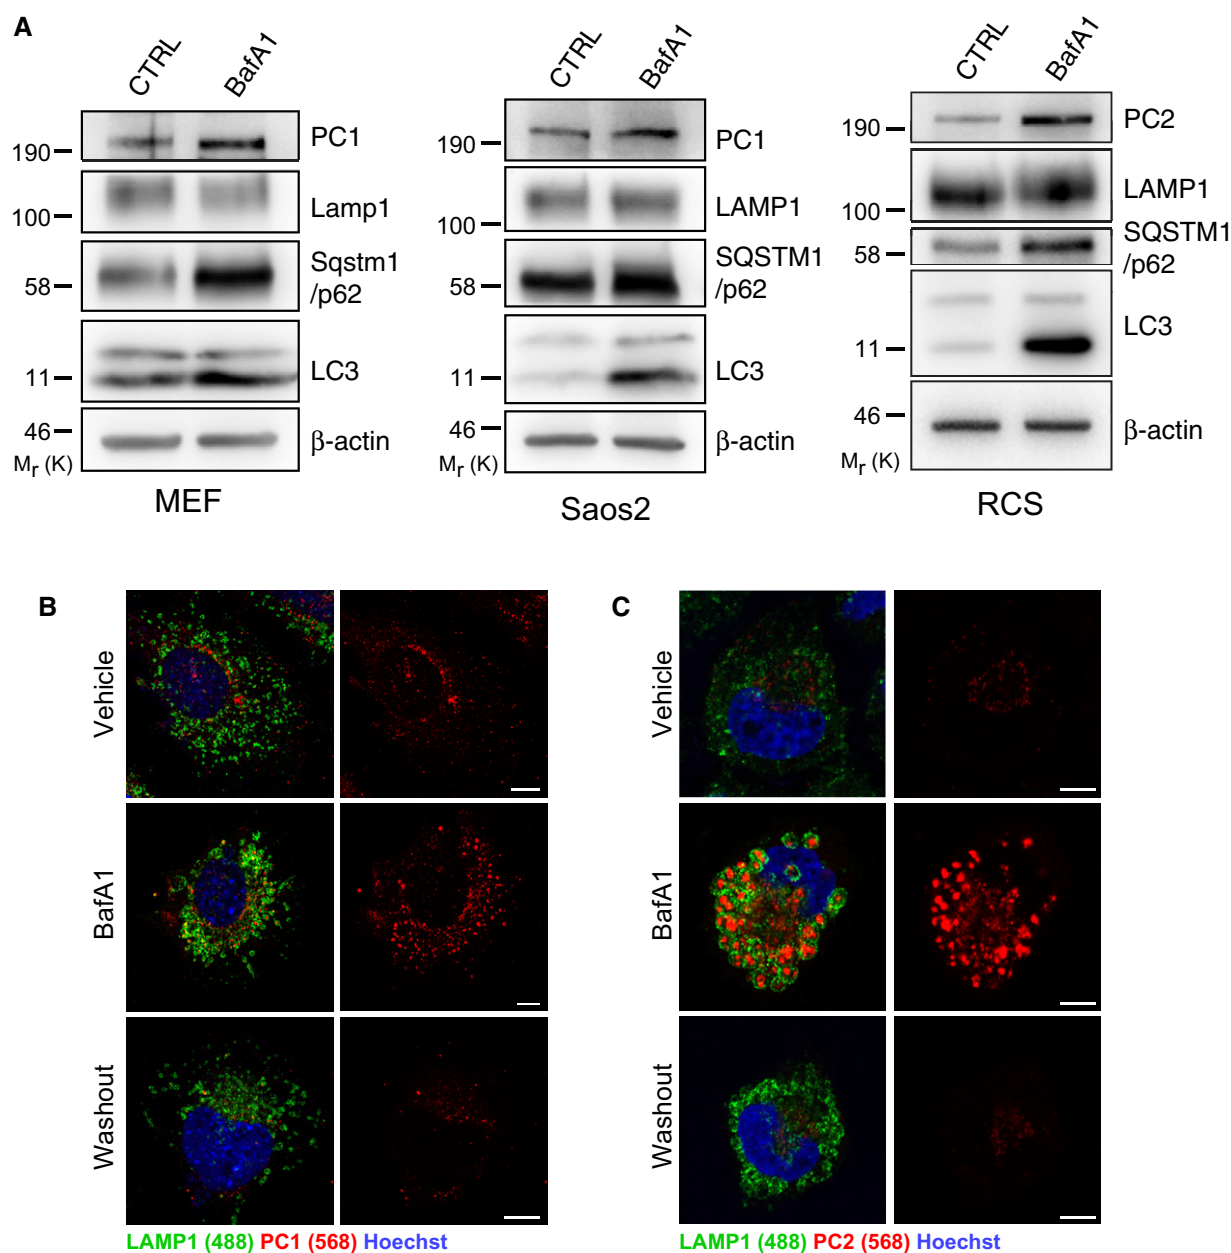 A
CTRL BafA1
190 PC1
100 Lamp1
58 Sqstm1
/p62
11 LC3
46 β-actin
Mr (K)
MEF
CTRL BafA1
190 PC1
100 LAMP1
58 SQSTM1
/p62
11 LC3
46 β-actin
Mr (K)
Saos2
CTRL BafA1
190 PC2
100 LAMP1
58 SQSTM1
/p62
11 LC3
46 β-actin
Mr (K)
RCS
B
Vehicle
BafA1
Washout
LAMP1 (488) PC1 (568) Hoechst
C
Vehicle
BafA1
Washout
LAMP1 (488) PC2 (568) Hoechst